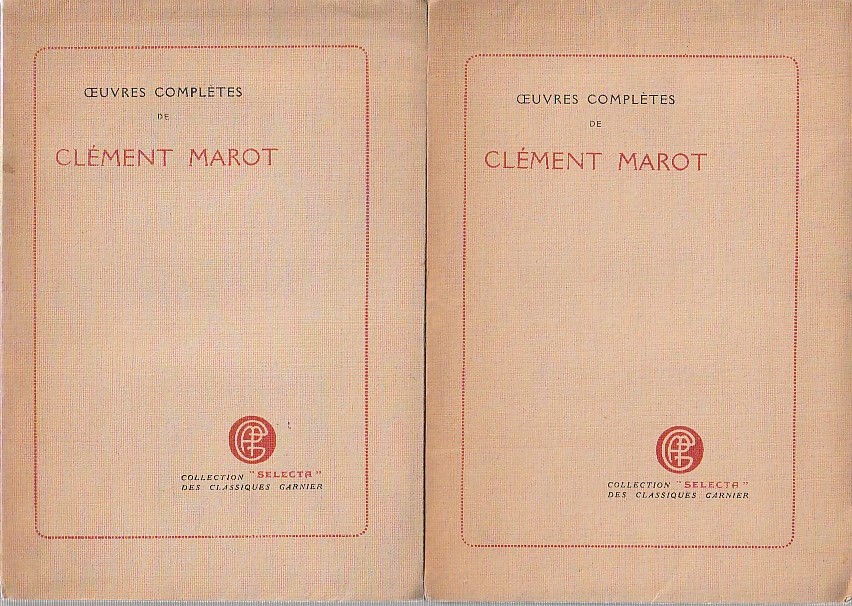 ŒUVRES COMPLÈTES
DE
CLÉMENT MAROT
COLLECTION "SELECTA"
DES CLASSIQUES GARNIER
ŒUVRES COMPLÈTES
DE
CLÉMENT MAROT
COLLECTION "SELECTA"
DES CLASSIQUES GARNIER